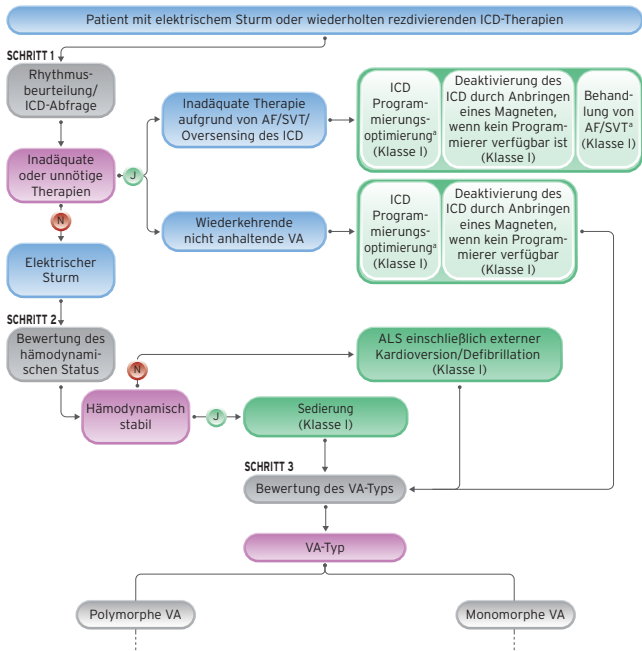 Patient mit elektrischem Sturm oder wiederholten rezdivierenden ICD-Therapien
SCHRITT 1
Rhythmus-
beurteilung/
ICD-Abfrage
Inadäquate Therapie
aufgrund von AF/SVT/
Oversensing des ICD
ICD
Programmie-
rungs-
optimierungᵃ
(Klasse I)
Deaktivierung des
ICD durch Anbringen
eines Magneten,
wenn kein Program-
mierer verfügbar ist
(Klasse I)
Behand-
lung von
AF/SVTᵃ
(Klasse I)
Inadäquate
oder unnötige
Therapien
J
Wiederkehrende
nicht anhaltende VA
ICD
Program-
mierungs-
optimierungᵃ
(Klasse I)
Deaktivierung des
ICD durch Anbringen
eines Magneten,
wenn kein Program-
mierer verfügbar
(Klasse I)
N
Elektrischer
Sturm
SCHRITT 2
Bewertung des
hämodynami-
schen Status
N
ALS einschließlich externer
Kardioversion/Defibrillation
(Klasse I)
Hämodynamisch
stabil
J
Sedierung
(Klasse I)
SCHRITT 3
Bewertung des VA-Typs
VA-Typ
Polymorphe VA
Monomorphe VA